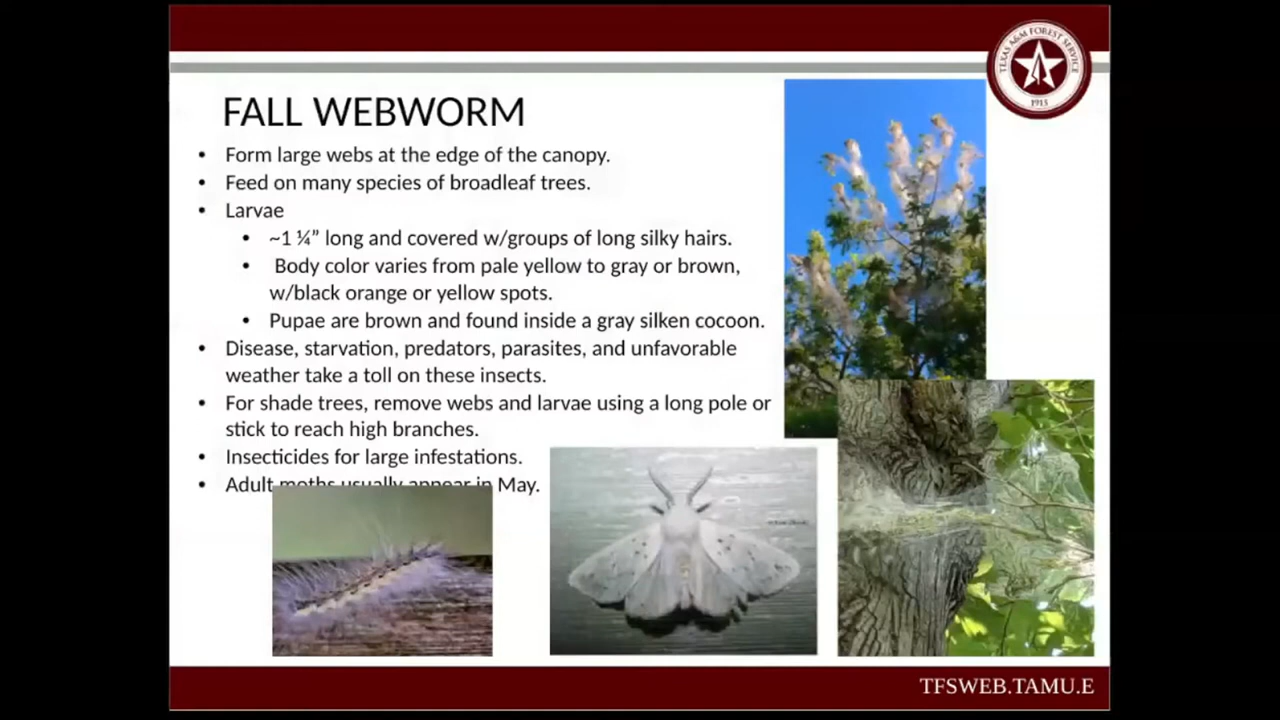 TEXAS A&M FOREST SERVICE
1915
FALL WEBWORM
• Form large webs at the edge of the canopy.
• Feed on many species of broadleaf trees.
• Larvae
• ~1 ¼” long and covered w/groups of long silky hairs.
• Body color varies from pale yellow to gray or brown,
w/black orange or yellow spots.
• Pupae are brown and found inside a gray silken cocoon.
• Disease, starvation, predators, parasites, and unfavorable
weather take a toll on these insects.
• For shade trees, remove webs and larvae using a long pole or
stick to reach high branches.
• Insecticides for large infestations.
• Adult moths usually appear in May.
TFSWEB.TAMU.E